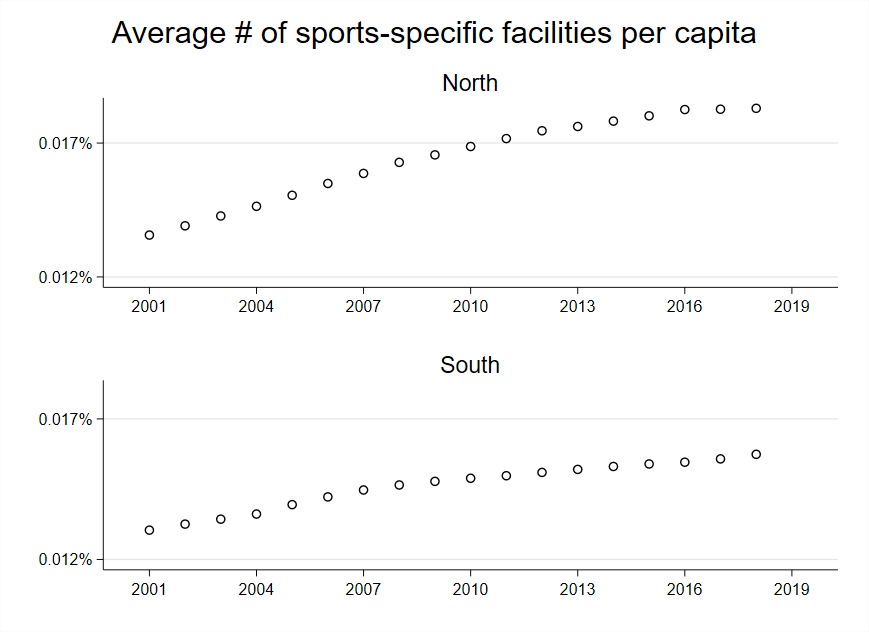 Average # of sports-specific facilities per capita
North
0.017%
0.012%
2001 2004 2007 2010 2013 2016 2019
South
0.017%
0.012%
2001 2004 2007 2010 2013 2016 2019